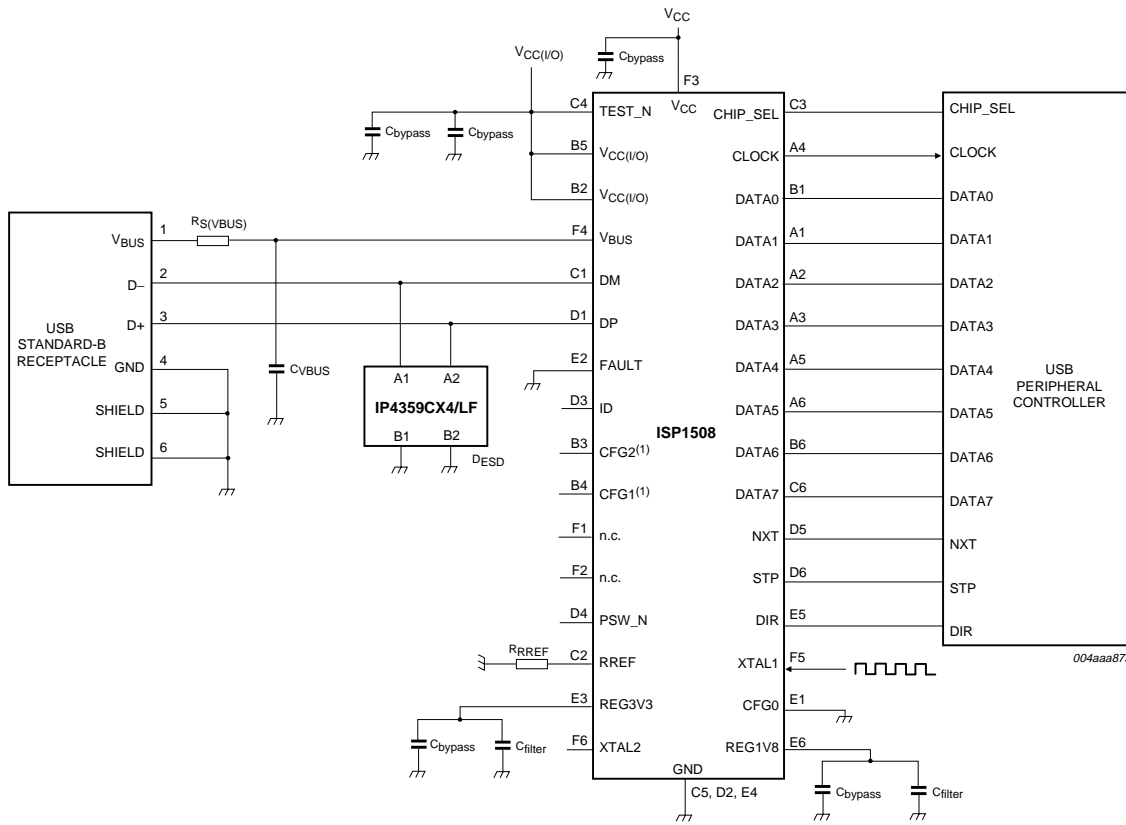 VCC
Cbypass
F3
VCC
VCC(I/O)
Cbypass
Cbypass
C4
TEST_N
B5
VCC(I/O)
B2
VCC(I/O)
F4
VBUS
C1
DM
D1
DP
E2
FAULT
D3
ID
B3
CFG2(1)
B4
CFG1(1)
F1
n.c.
F2
n.c.
D4
PSW_N
RRREF
C2
RREF
E3
REG3V3
Cbypass
Cfilter
F6
XTAL2
ISP1508
GND
C5, D2, E4
USB
STANDARD-B
RECEPTACLE
VBUS
1
RS(VBUS)
D−
2
D+
3
GND
4
SHIELD
5
SHIELD
6
CVBUS
A1
A2
IP4359CX4/LF
B1
B2
DESD
CHIP_SEL
C3
CHIP_SEL
CLOCK
A4
CLOCK
DATA0
B1
DATA0
DATA1
A1
DATA1
DATA2
A2
DATA2
DATA3
A3
DATA3
DATA4
A5
DATA4
DATA5
A6
DATA5
DATA6
B6
DATA6
DATA7
C6
DATA7
NXT
D5
NXT
STP
D6
STP
DIR
E5
DIR
XTAL1
F5
CFG0
E1
REG1V8
E6
Cbypass
Cfilter
USB
PERIPHERAL
CONTROLLER